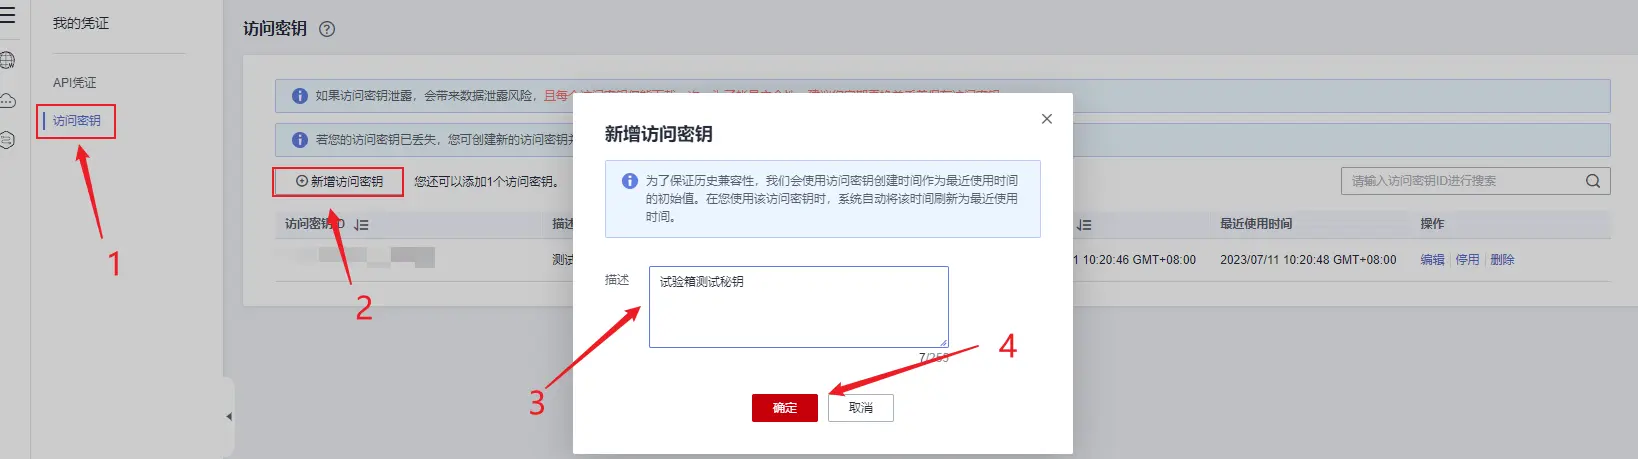 我的凭证
API凭证
访问密钥
1
访问密钥
如果访问密钥泄露，会带来数据泄露风险，
若您的访问密钥已丢失，您可创建新的访问密钥
新增访问密钥
您还可以添加1个访问密钥。
请输入访问密钥ID进行搜索
2
访问密钥ID
描述
最近使用时间
操作
测试
10:20:46 GMT+08:00
2023/07/11 10:20:48 GMT+08:00
编辑
停用
删除
新增访问密钥
为了保证历史兼容性，我们会使用访问密钥创建时间作为最近使用时间
的初始值。在您使用该访问密钥时，系统自动将该时间刷新为最近使用
时间。
描述
试验箱测试秘钥
7/255
3
4
确定
取消